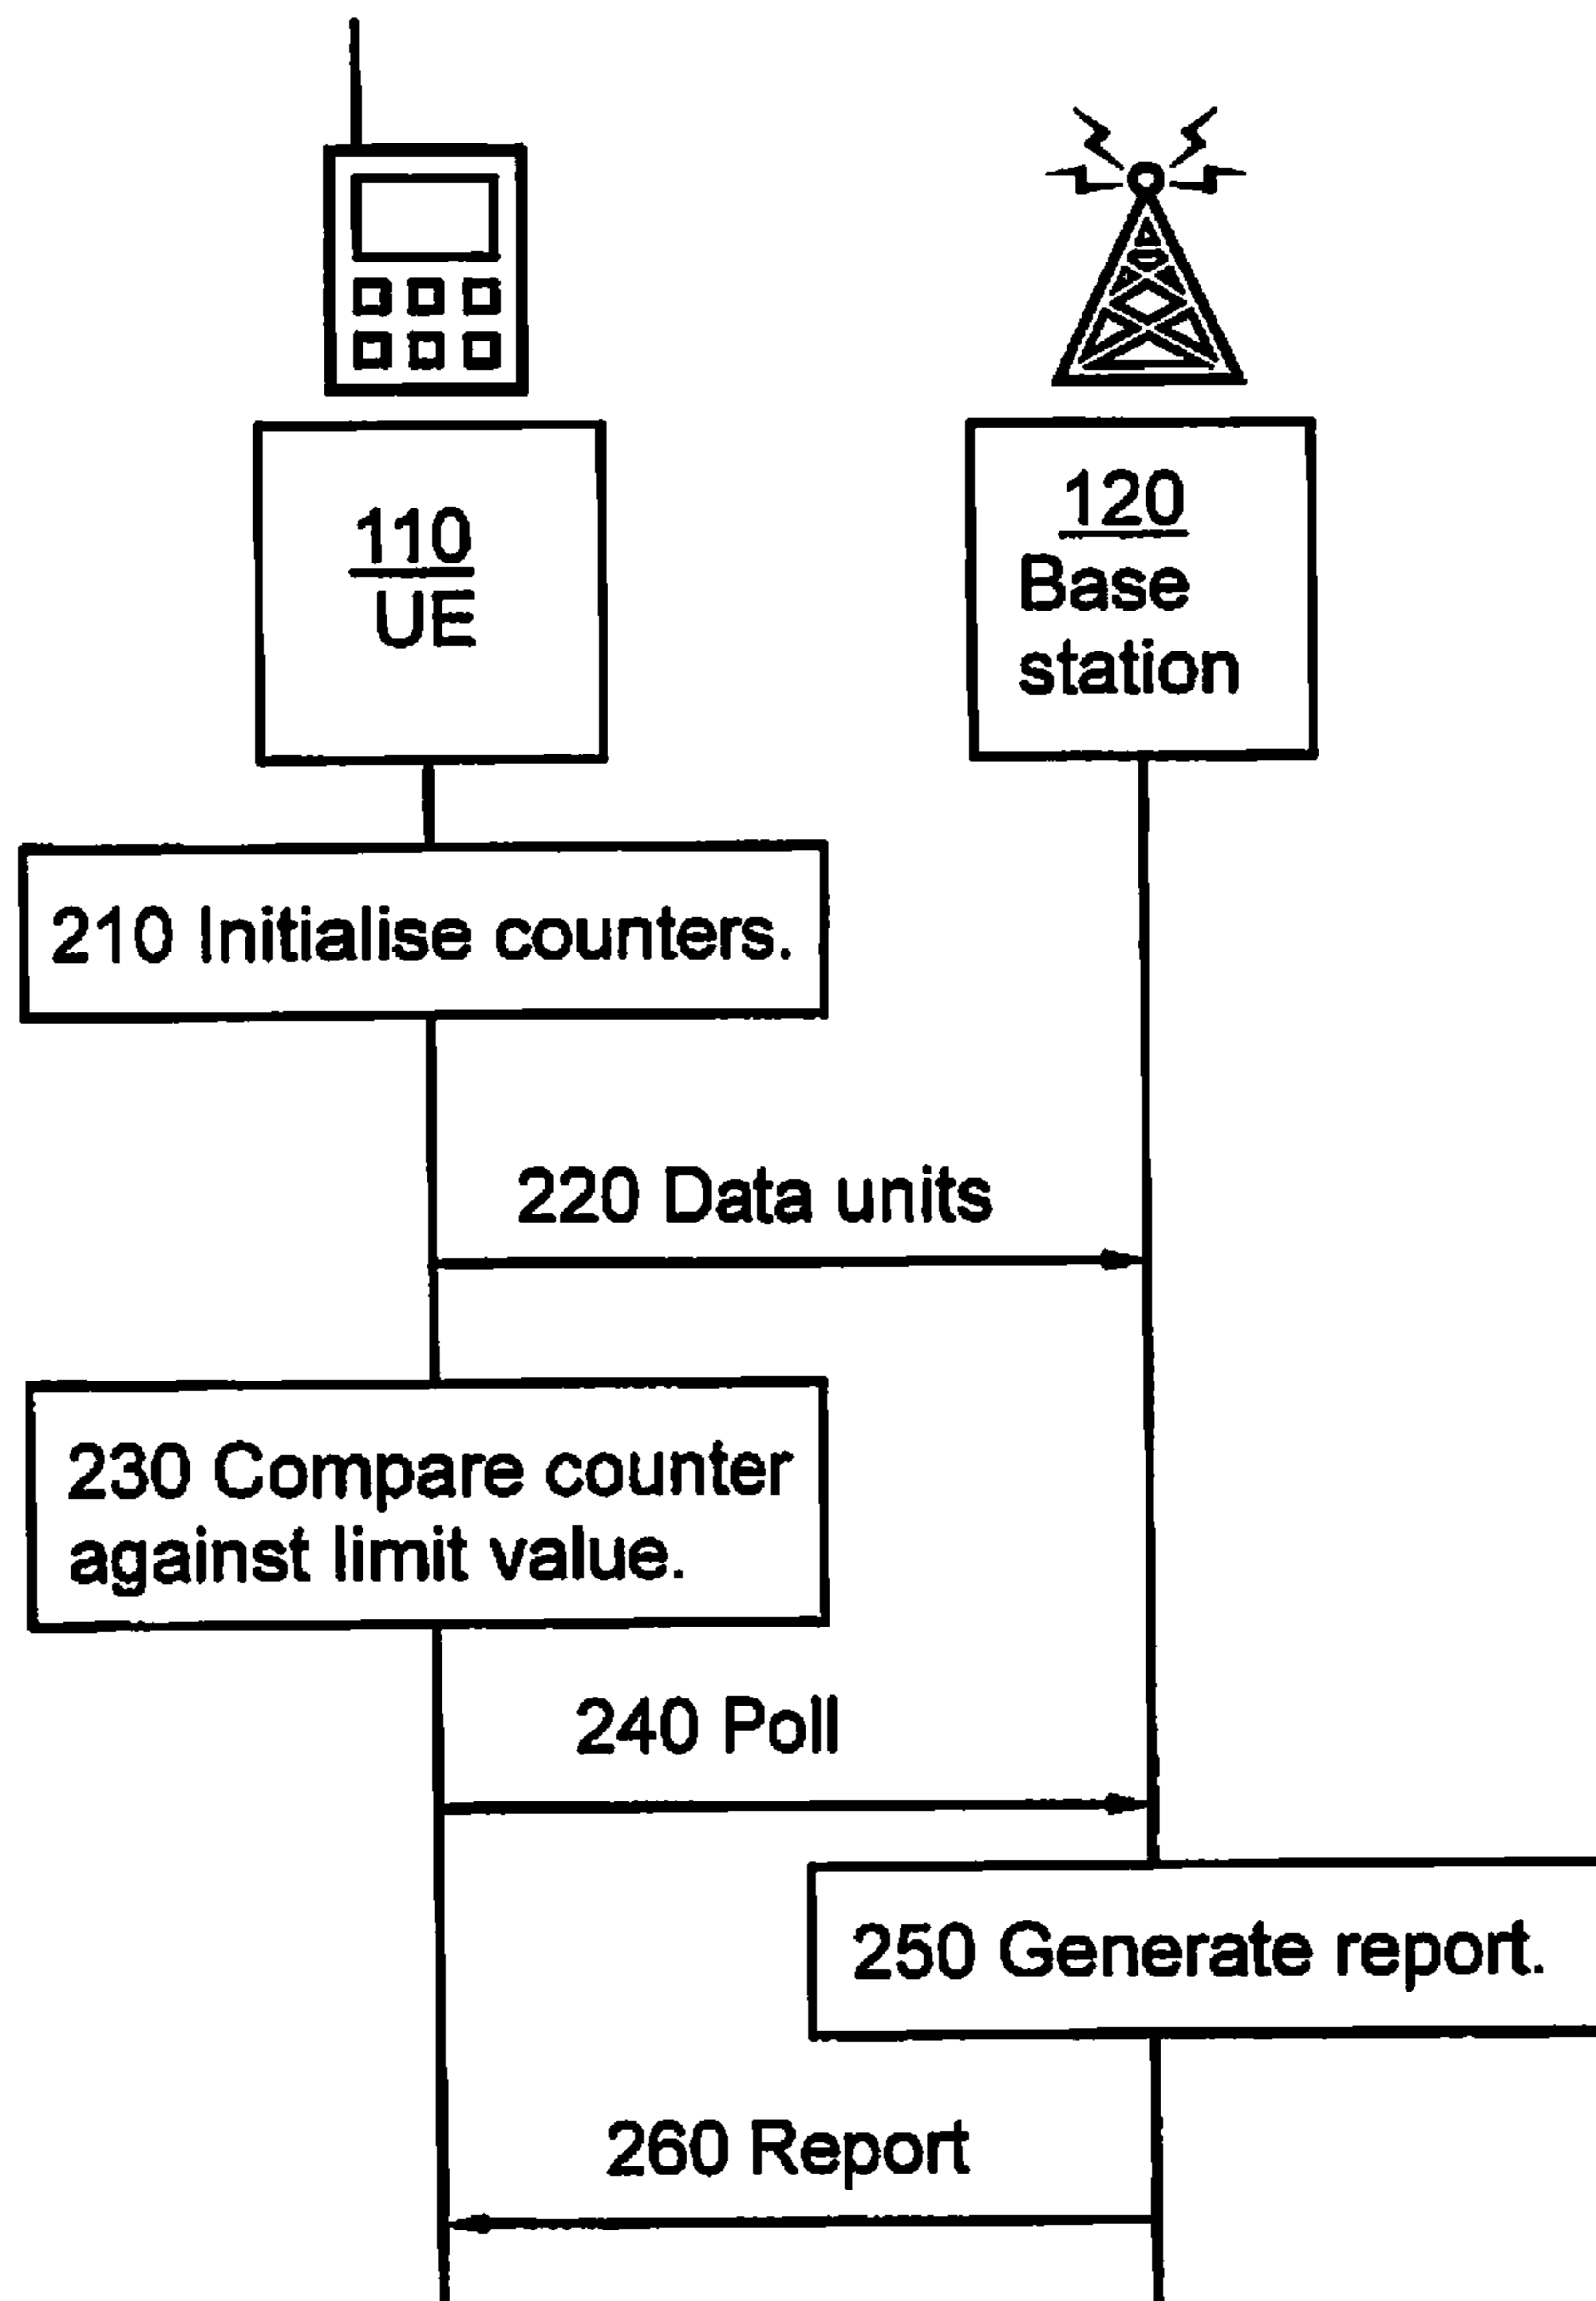 110
UE
120
Base
station
210 Initialise counters.
220 Data units
230 Compare counter
against limit value.
240 Poll
250 Generate report.
260 Report